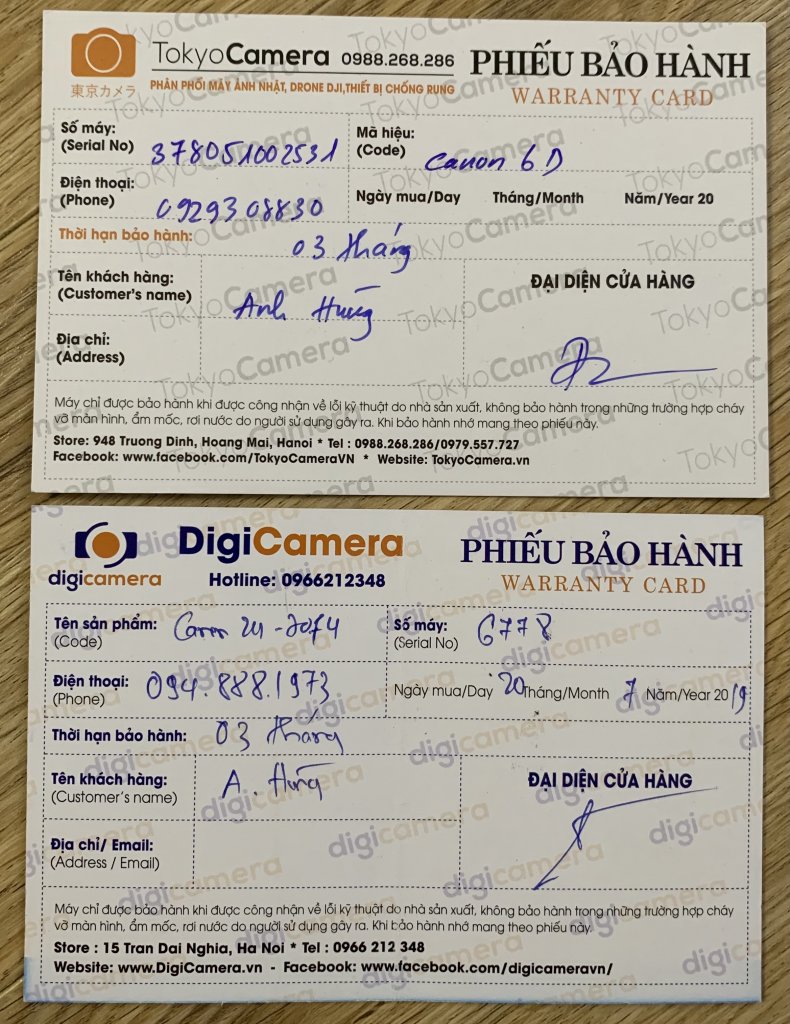 東京カメラ
TokyoCamera 0988.268.286
PHÂN PHỐI MÁY ẢNH NHẬT, DRONE DJI,THIẾT BỊ CHỐNG RUNG
PHIẾU BẢO HÀNH
WARRANTY CARD
Số máy:
(Serial No) 378051002531
Mã hiệu:
(Code) Canon 6D
Điện thoại:
(Phone) 0929308830
Ngày mua/Day Tháng/Month Năm/Year 20
Thời hạn bảo hành: 03 tháng
Tên khách hàng:
(Customer's name) Anh Hùng
ĐẠI DIỆN CỬA HÀNG
Địa chỉ:
(Address)
Máy chỉ được bảo hành khi được công nhận về lỗi kỹ thuật do nhà sản xuất, không bảo hành trong những trường hợp cháy
vỡ màn hình, ẩm mốc, rơi nước do người sử dụng gây ra. Khi bảo hành nhớ mang theo phiếu này.
Store: 948 Truong Dinh, Hoang Mai, Hanoi * Tel : 0988.268.286/0979.557.727
Facebook: www.facebook.com/TokyoCameraVN * Website: TokyoCamera.vn
digicamera
DigiCamera
Hotline: 0966212348
PHIẾU BẢO HÀNH
WARRANTY CARD
Tên sản phẩm: Canon 24-70f4
(Code)
Số máy: 6778
(Serial No)
Điện thoại: 094.888.1973
(Phone)
Ngày mua/Day 20 Tháng/Month 7 Năm/Year 2019
Thời hạn bảo hành: 03 tháng
Tên khách hàng: A. Hùng
(Customer's name)
ĐẠI DIỆN CỬA HÀNG
Địa chỉ/ Email:
(Address / Email)
Máy chỉ được bảo hành khi được công nhận về lỗi kỹ thuật do nhà sản xuất, không bảo hành trong những trường hợp cháy
vỡ màn hình, ẩm mốc, rơi nước do người sử dụng gây ra. Khi bảo hành nhớ mang theo phiếu này
Store : 15 Tran Dai Nghia, Ha Noi * Tel : 0966 212 348
Website: www.DigiCamera.vn - Facebook: www.facebook.com/digicameravn/